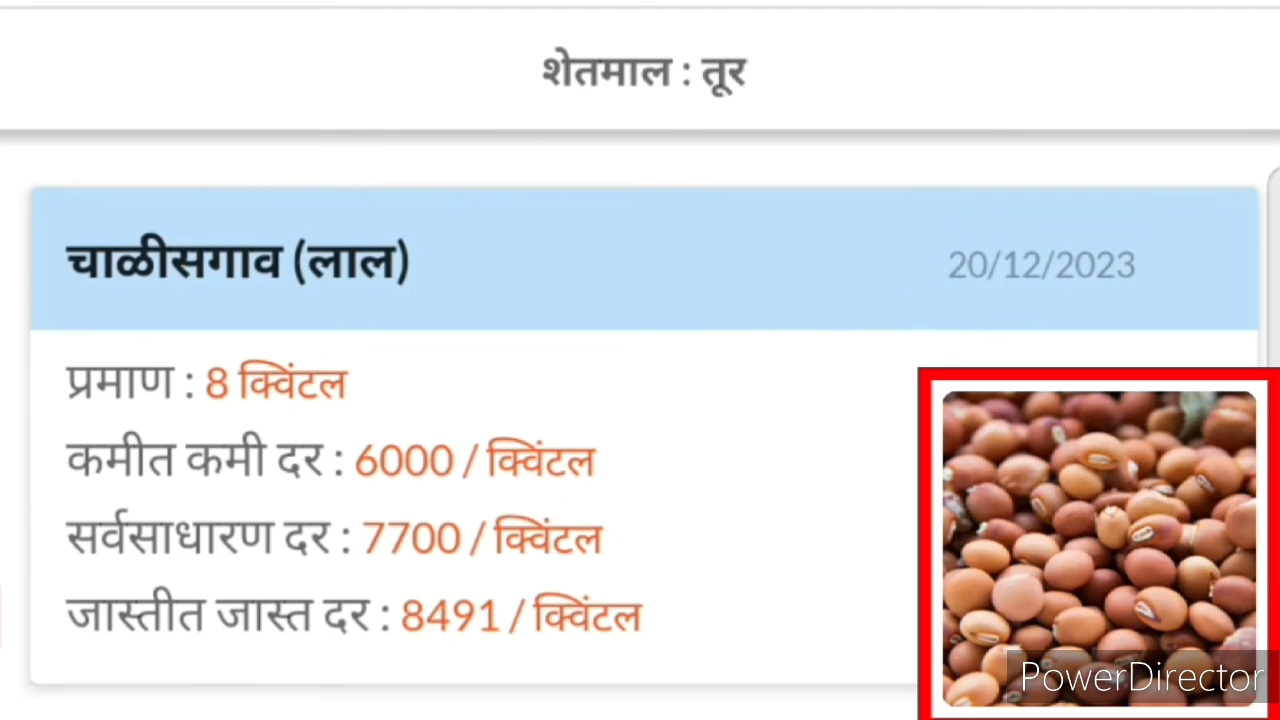 शेतमाल : तूर
चाळीसगाव (लाल)
20/12/2023
प्रमाण : 8 क्विंटल
कमीत कमी दर : 6000 / क्विंटल
सर्वसाधारण दर : 7700 / क्विंटल
जास्तीत जास्त दर : 8491 / क्विंटल
PowerDirector